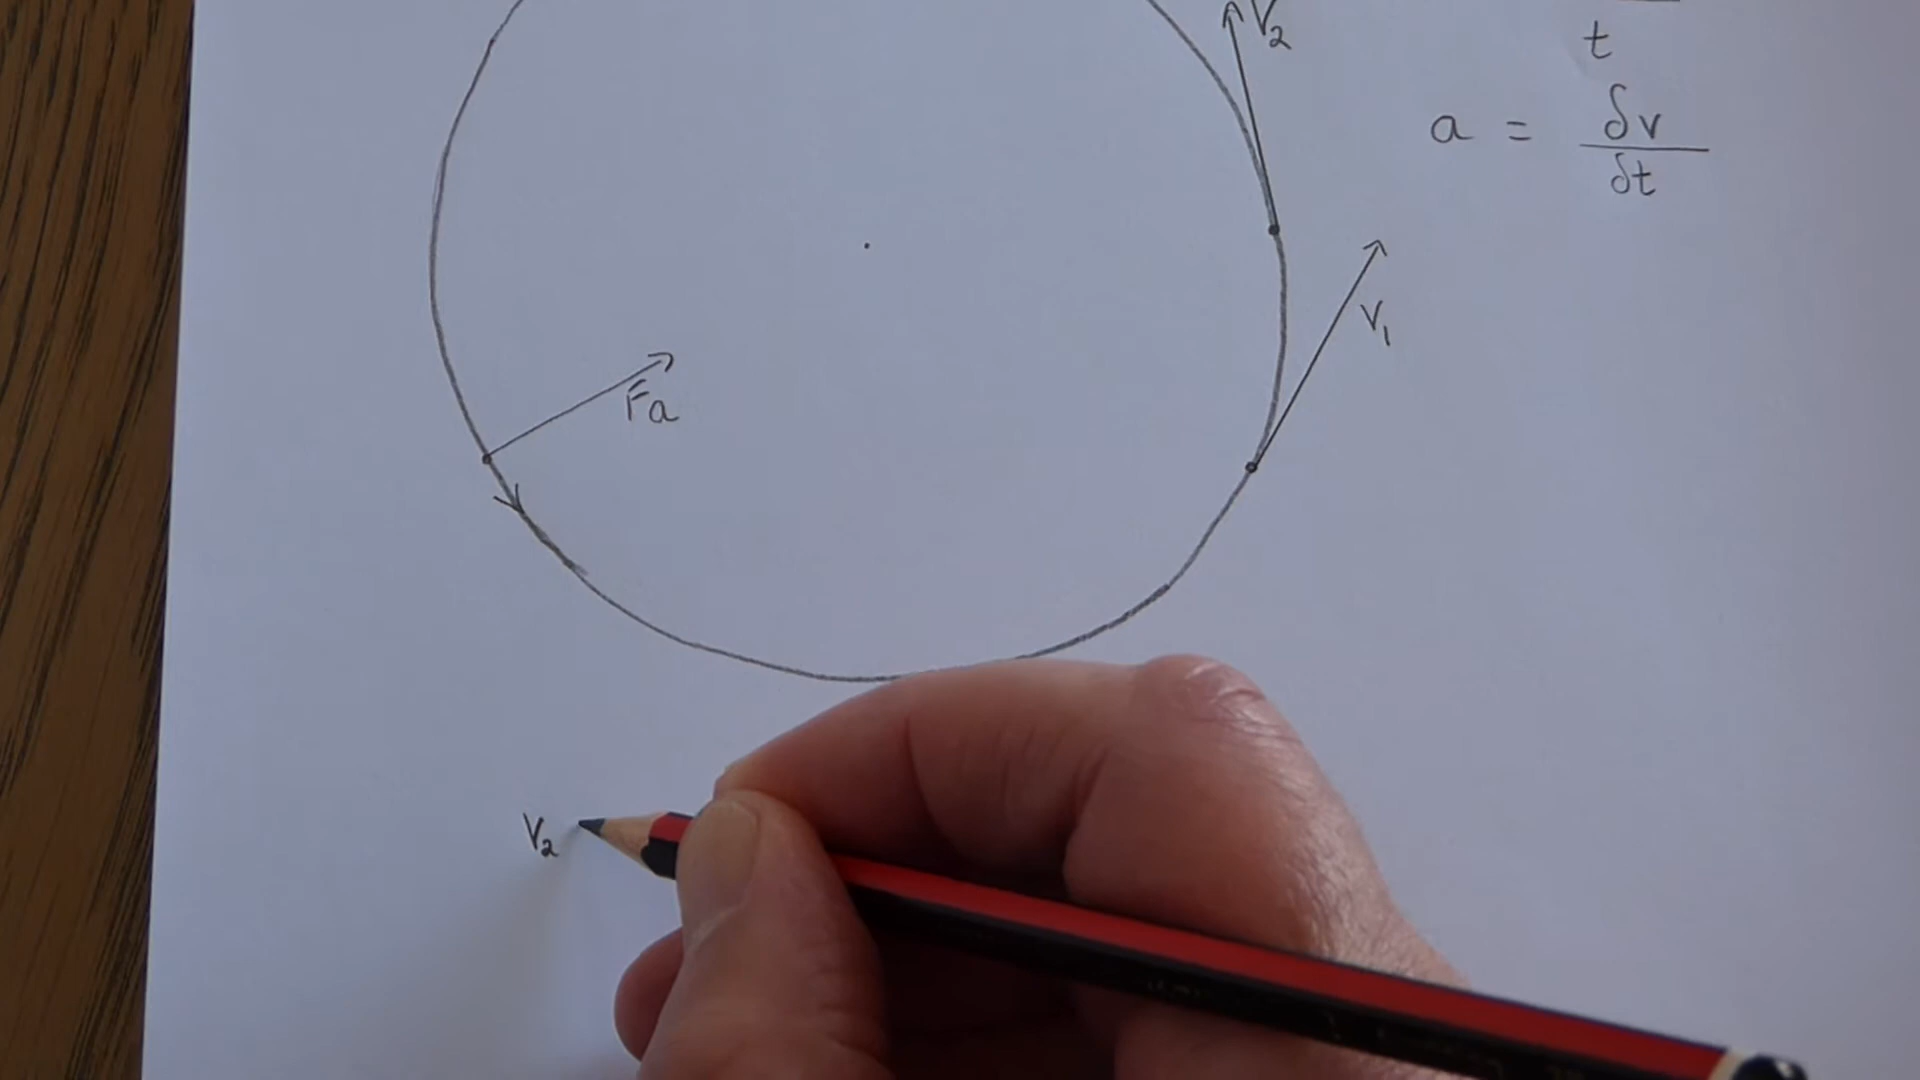 V₂
t
a = δv
δt
V₁
Fa
V₂